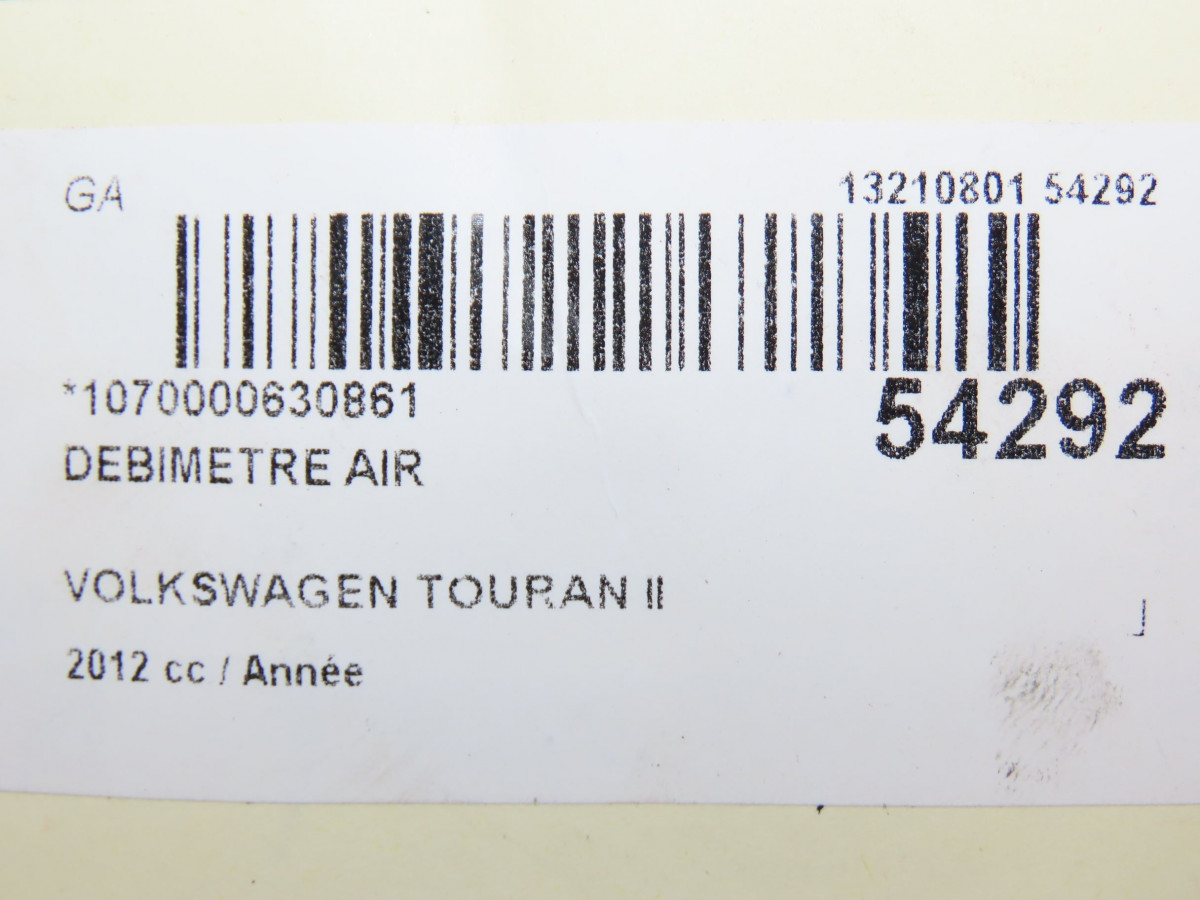 GA
13210801 54292
*1070000630861
54292
DEBIMETRE AIR
VOLKSWAGEN TOURAN II
2012 cc / Année